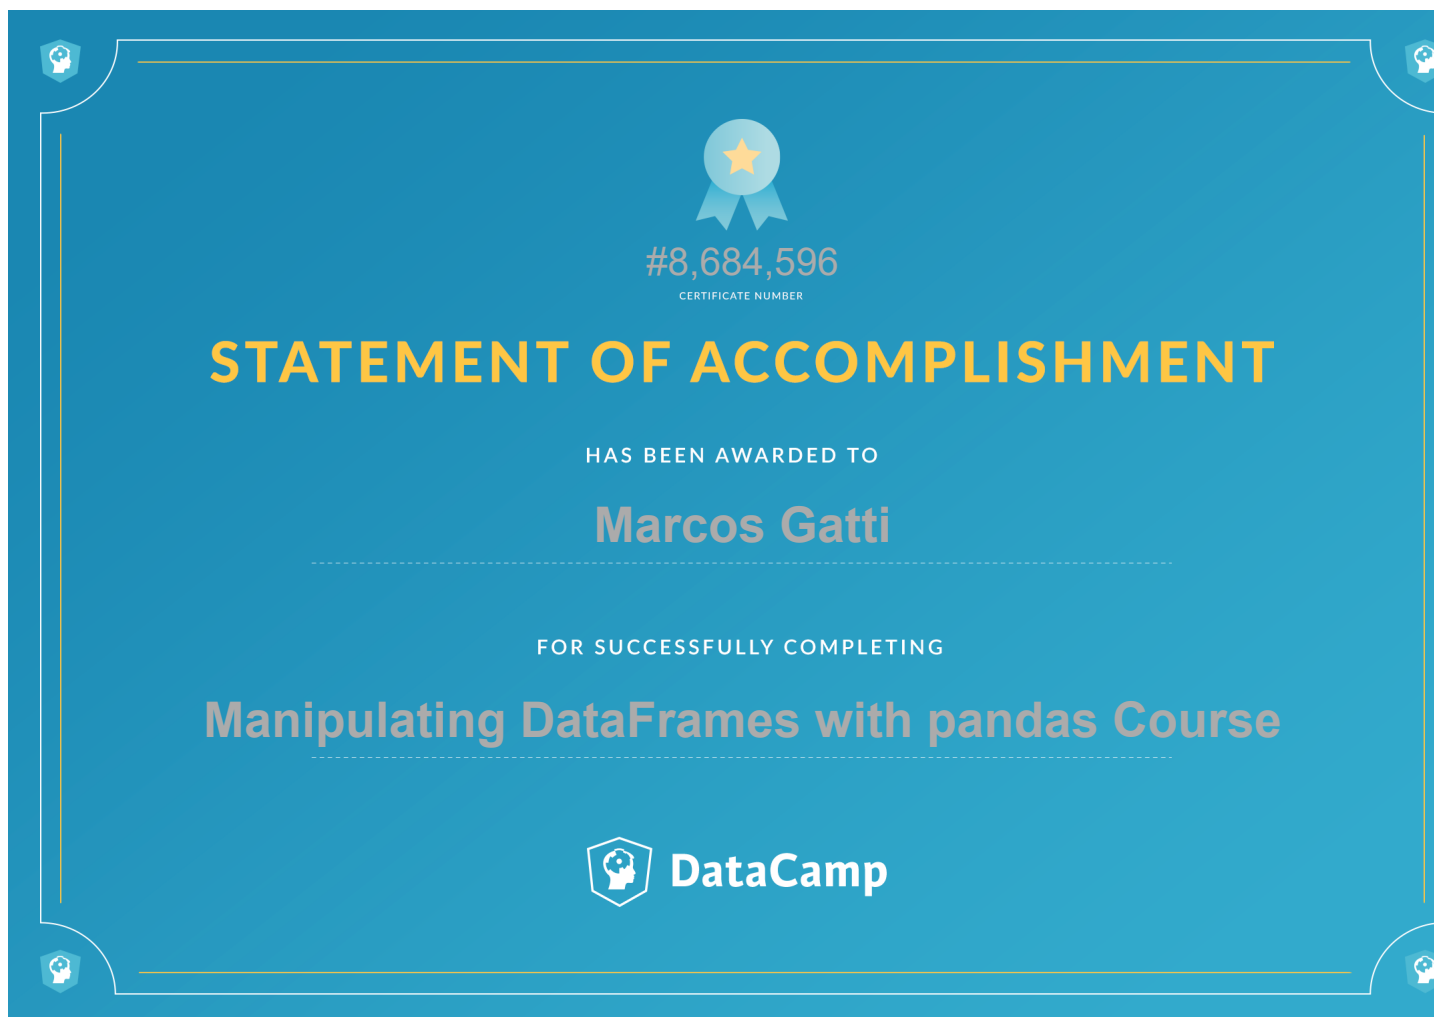 #8,684,596
CERTIFICATE NUMBER
STATEMENT OF ACCOMPLISHMENT
HAS BEEN AWARDED TO
Marcos Gatti
FOR SUCCESSFULLY COMPLETING
Manipulating DataFrames with pandas Course
DataCamp